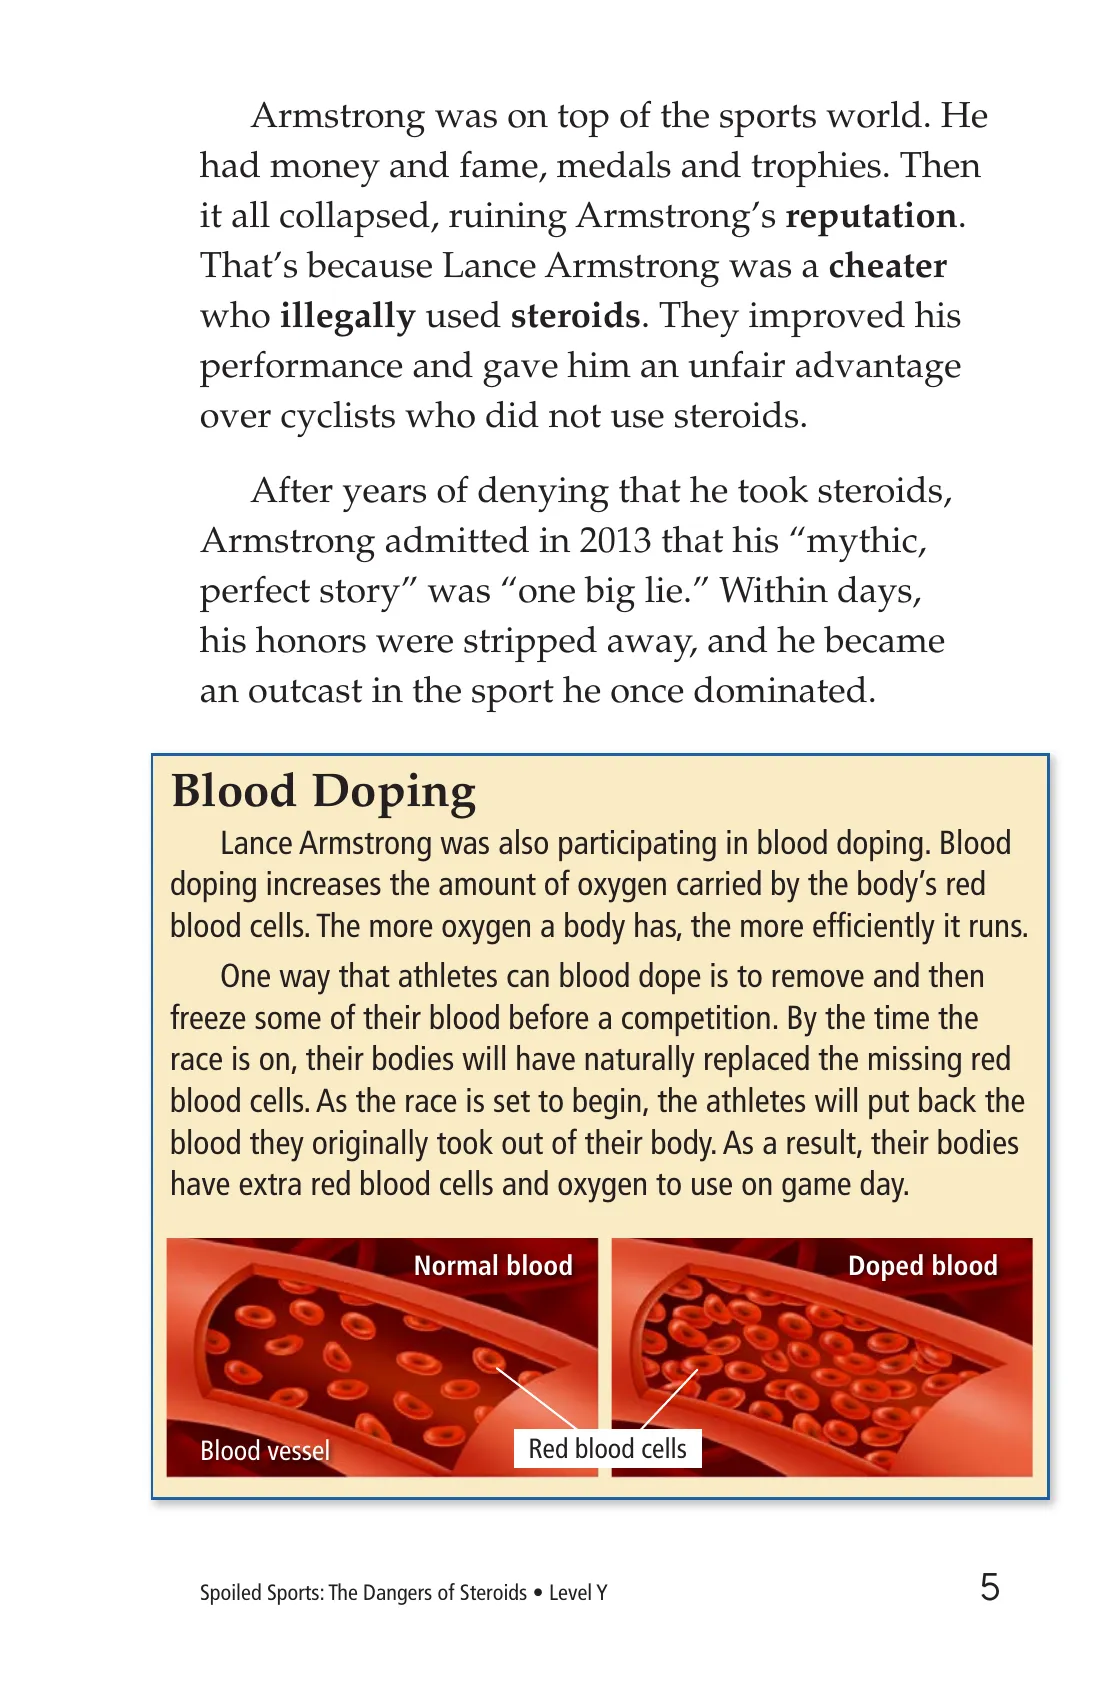 Armstrong was on top of the sports world. He
had money and fame, medals and trophies. Then
it all collapsed, ruining Armstrong’s reputation.
That’s because Lance Armstrong was a cheater
who illegally used steroids. They improved his
performance and gave him an unfair advantage
over cyclists who did not use steroids.
After years of denying that he took steroids,
Armstrong admitted in 2013 that his “mythic,
perfect story” was “one big lie.” Within days,
his honors were stripped away, and he became
an outcast in the sport he once dominated.
Blood Doping
Lance Armstrong was also participating in blood doping. Blood
doping increases the amount of oxygen carried by the body’s red
blood cells. The more oxygen a body has, the more efficiently it runs.
One way that athletes can blood dope is to remove and then
freeze some of their blood before a competition. By the time the
race is on, their bodies will have naturally replaced the missing red
blood cells. As the race is set to begin, the athletes will put back the
blood they originally took out of their body. As a result, their bodies
have extra red blood cells and oxygen to use on game day.
Normal blood
Doped blood
Blood vessel
Red blood cells
Spoiled Sports: The Dangers of Steroids • Level Y
5